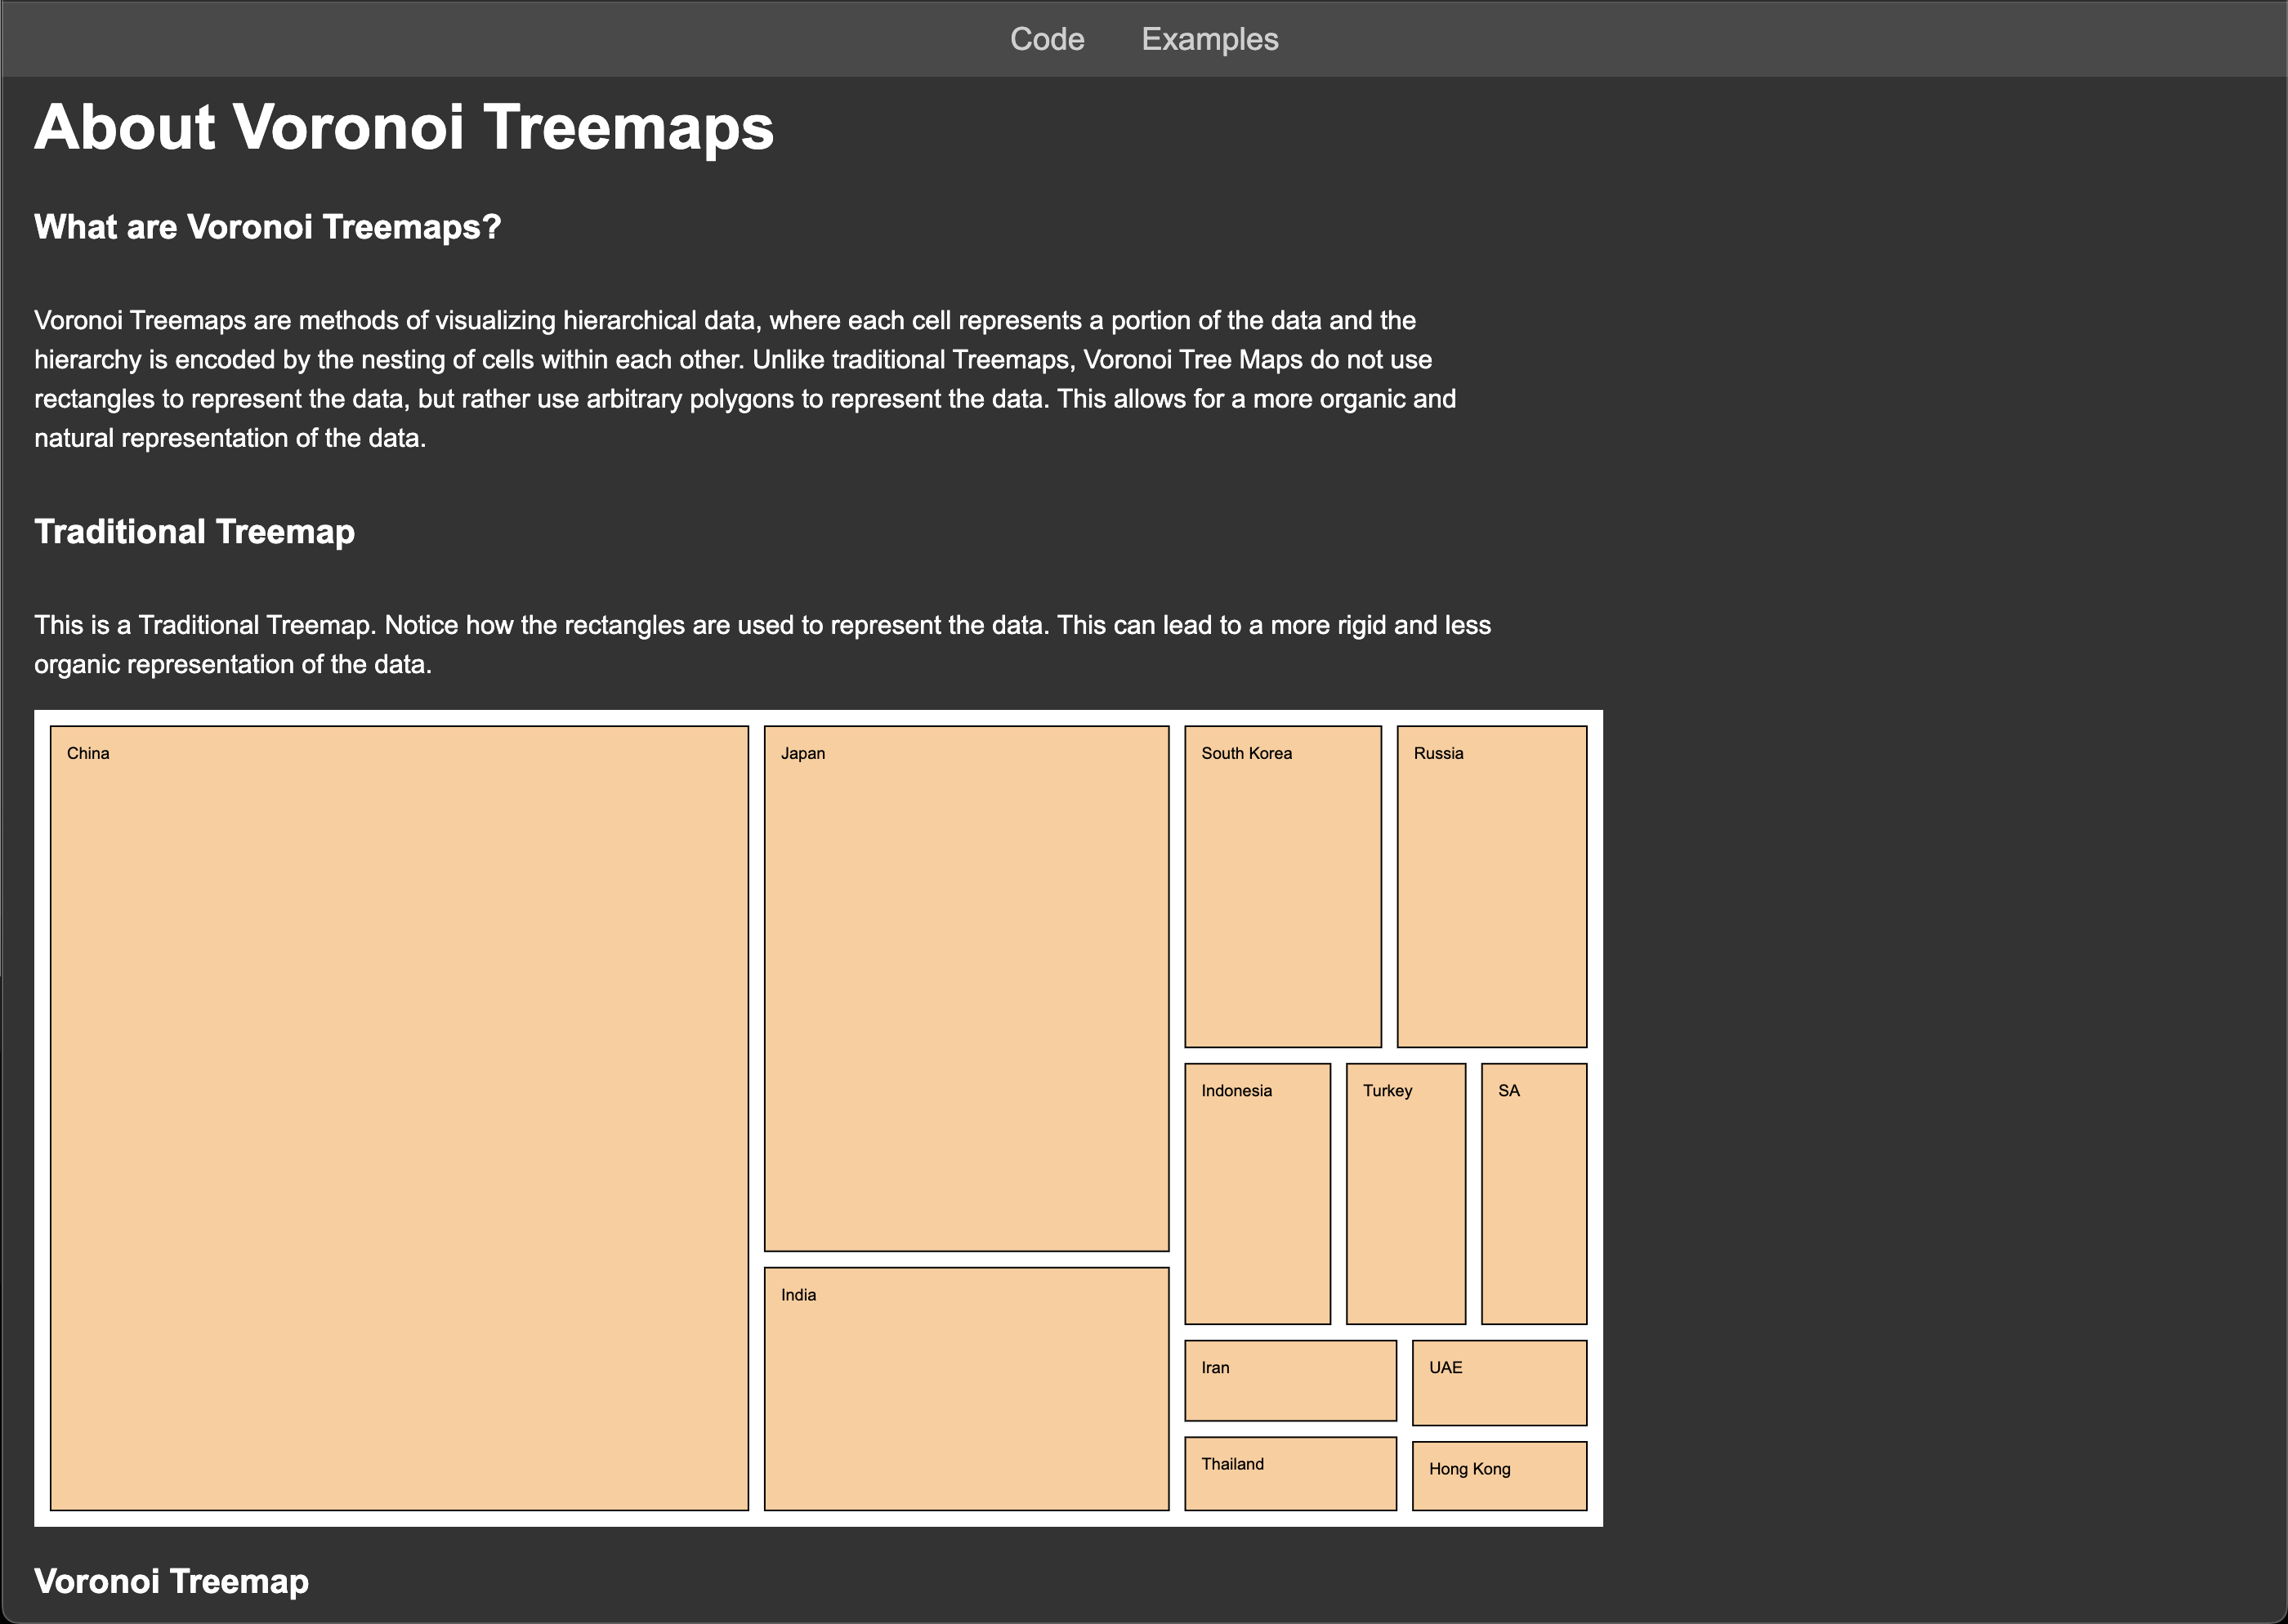 Code
Examples
About Voronoi Treemaps
What are Voronoi Treemaps?
Voronoi Treemaps are methods of visualizing hierarchical data, where each cell represents a portion of the data and the
hierarchy is encoded by the nesting of cells within each other. Unlike traditional Treemaps, Voronoi Tree Maps do not use
rectangles to represent the data, but rather use arbitrary polygons to represent the data. This allows for a more organic and
natural representation of the data.
Traditional Treemap
This is a Traditional Treemap. Notice how the rectangles are used to represent the data. This can lead to a more rigid and less
organic representation of the data.
China
Japan
South Korea
Russia
Indonesia
Turkey
SA
India
Iran
UAE
Thailand
Hong Kong
Voronoi Treemap